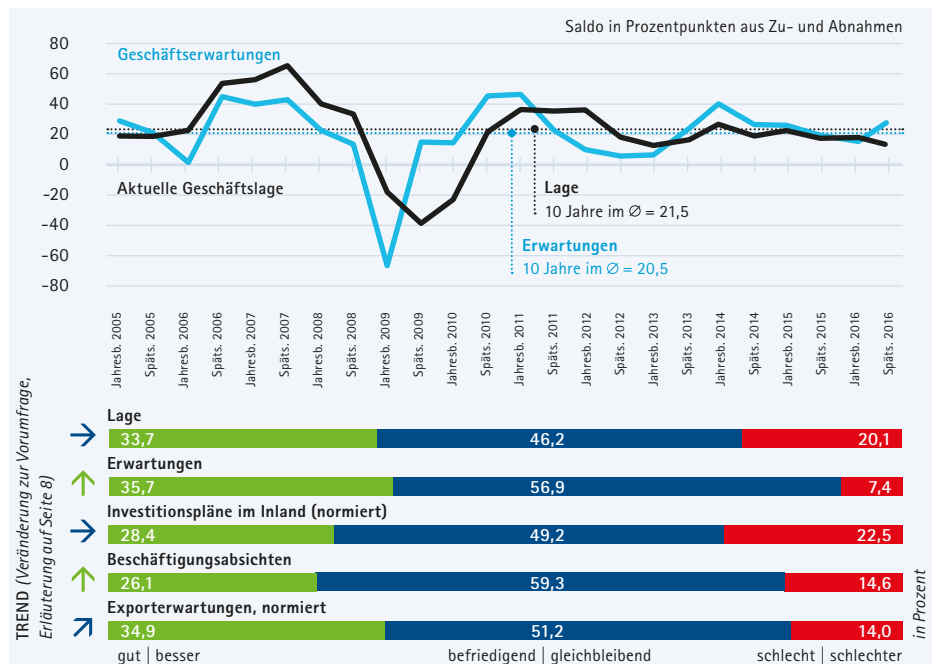 Saldo in Prozentpunkten aus Zu- und Abnahmen
80
60
40
20
0
-20
-40
-60
-80
Geschäftserwartungen
Aktuelle Geschäftslage
Lage
10 Jahre im Ø = 21,5
Erwartungen
10 Jahre im Ø = 20,5
Jahresb. 2005
Späts. 2005
Jahresb. 2006
Späts. 2006
Jahresb. 2007
Späts. 2007
Jahresb. 2008
Späts. 2008
Jahresb. 2009
Späts. 2009
Jahresb. 2010
Späts. 2010
Jahresb. 2011
Späts. 2011
Jahresb. 2012
Späts. 2012
Jahresb. 2013
Späts. 2013
Jahresb. 2014
Späts. 2014
Jahresb. 2015
Späts. 2015
Jahresb. 2016
Späts. 2016
TREND (Veränderung zur Vorumfrage,
Erläuterung auf Seite 8)
Lage
33,7 46,2 20,1
Erwartungen
35,7 56,9 7,4
Investitionspläne im Inland (normiert)
28,4 49,2 22,5
Beschäftigungsabsichten
26,1 59,3 14,6
Exporterwartungen, normiert
34,9 51,2 14,0
in Prozent
gut | besser befriedigend | gleichbleibend schlecht | schlechter